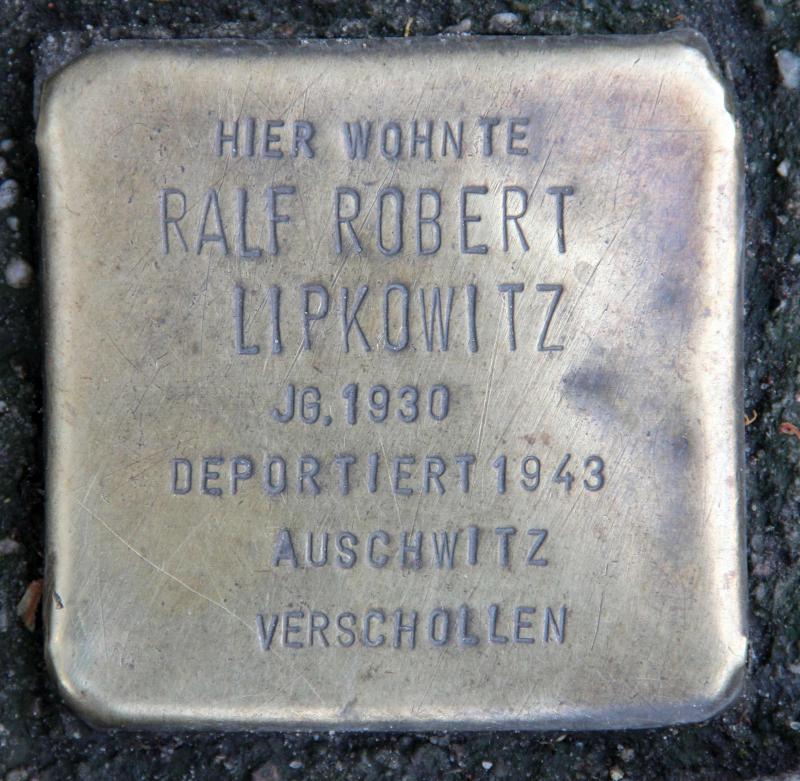 HIER WOHNTE
RALF ROBERT
LIPKOWITZ
JG. 1930
DEPORTIERT 1943
AUSCHWITZ
VERSCHOLLEN